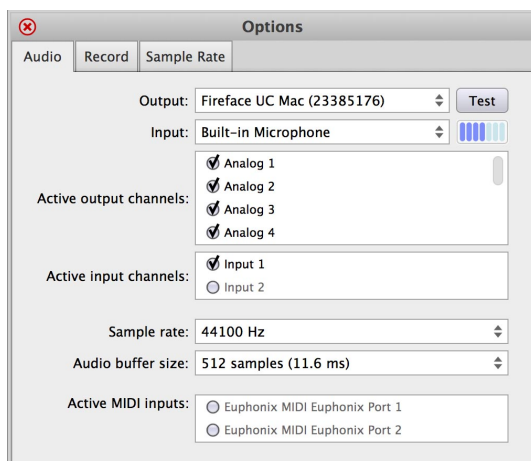 Options
Audio Record Sample Rate
Output: Fireface UC Mac (23385176) Test
Input: Built-in Microphone
Active output channels: Analog 1
Analog 2
Analog 3
Analog 4
Active input channels: Input 1
Input 2
Sample rate: 44100 Hz
Audio buffer size: 512 samples (11.6 ms)
Active MIDI inputs: Euphonix MIDI Euphonix Port 1
Euphonix MIDI Euphonix Port 2